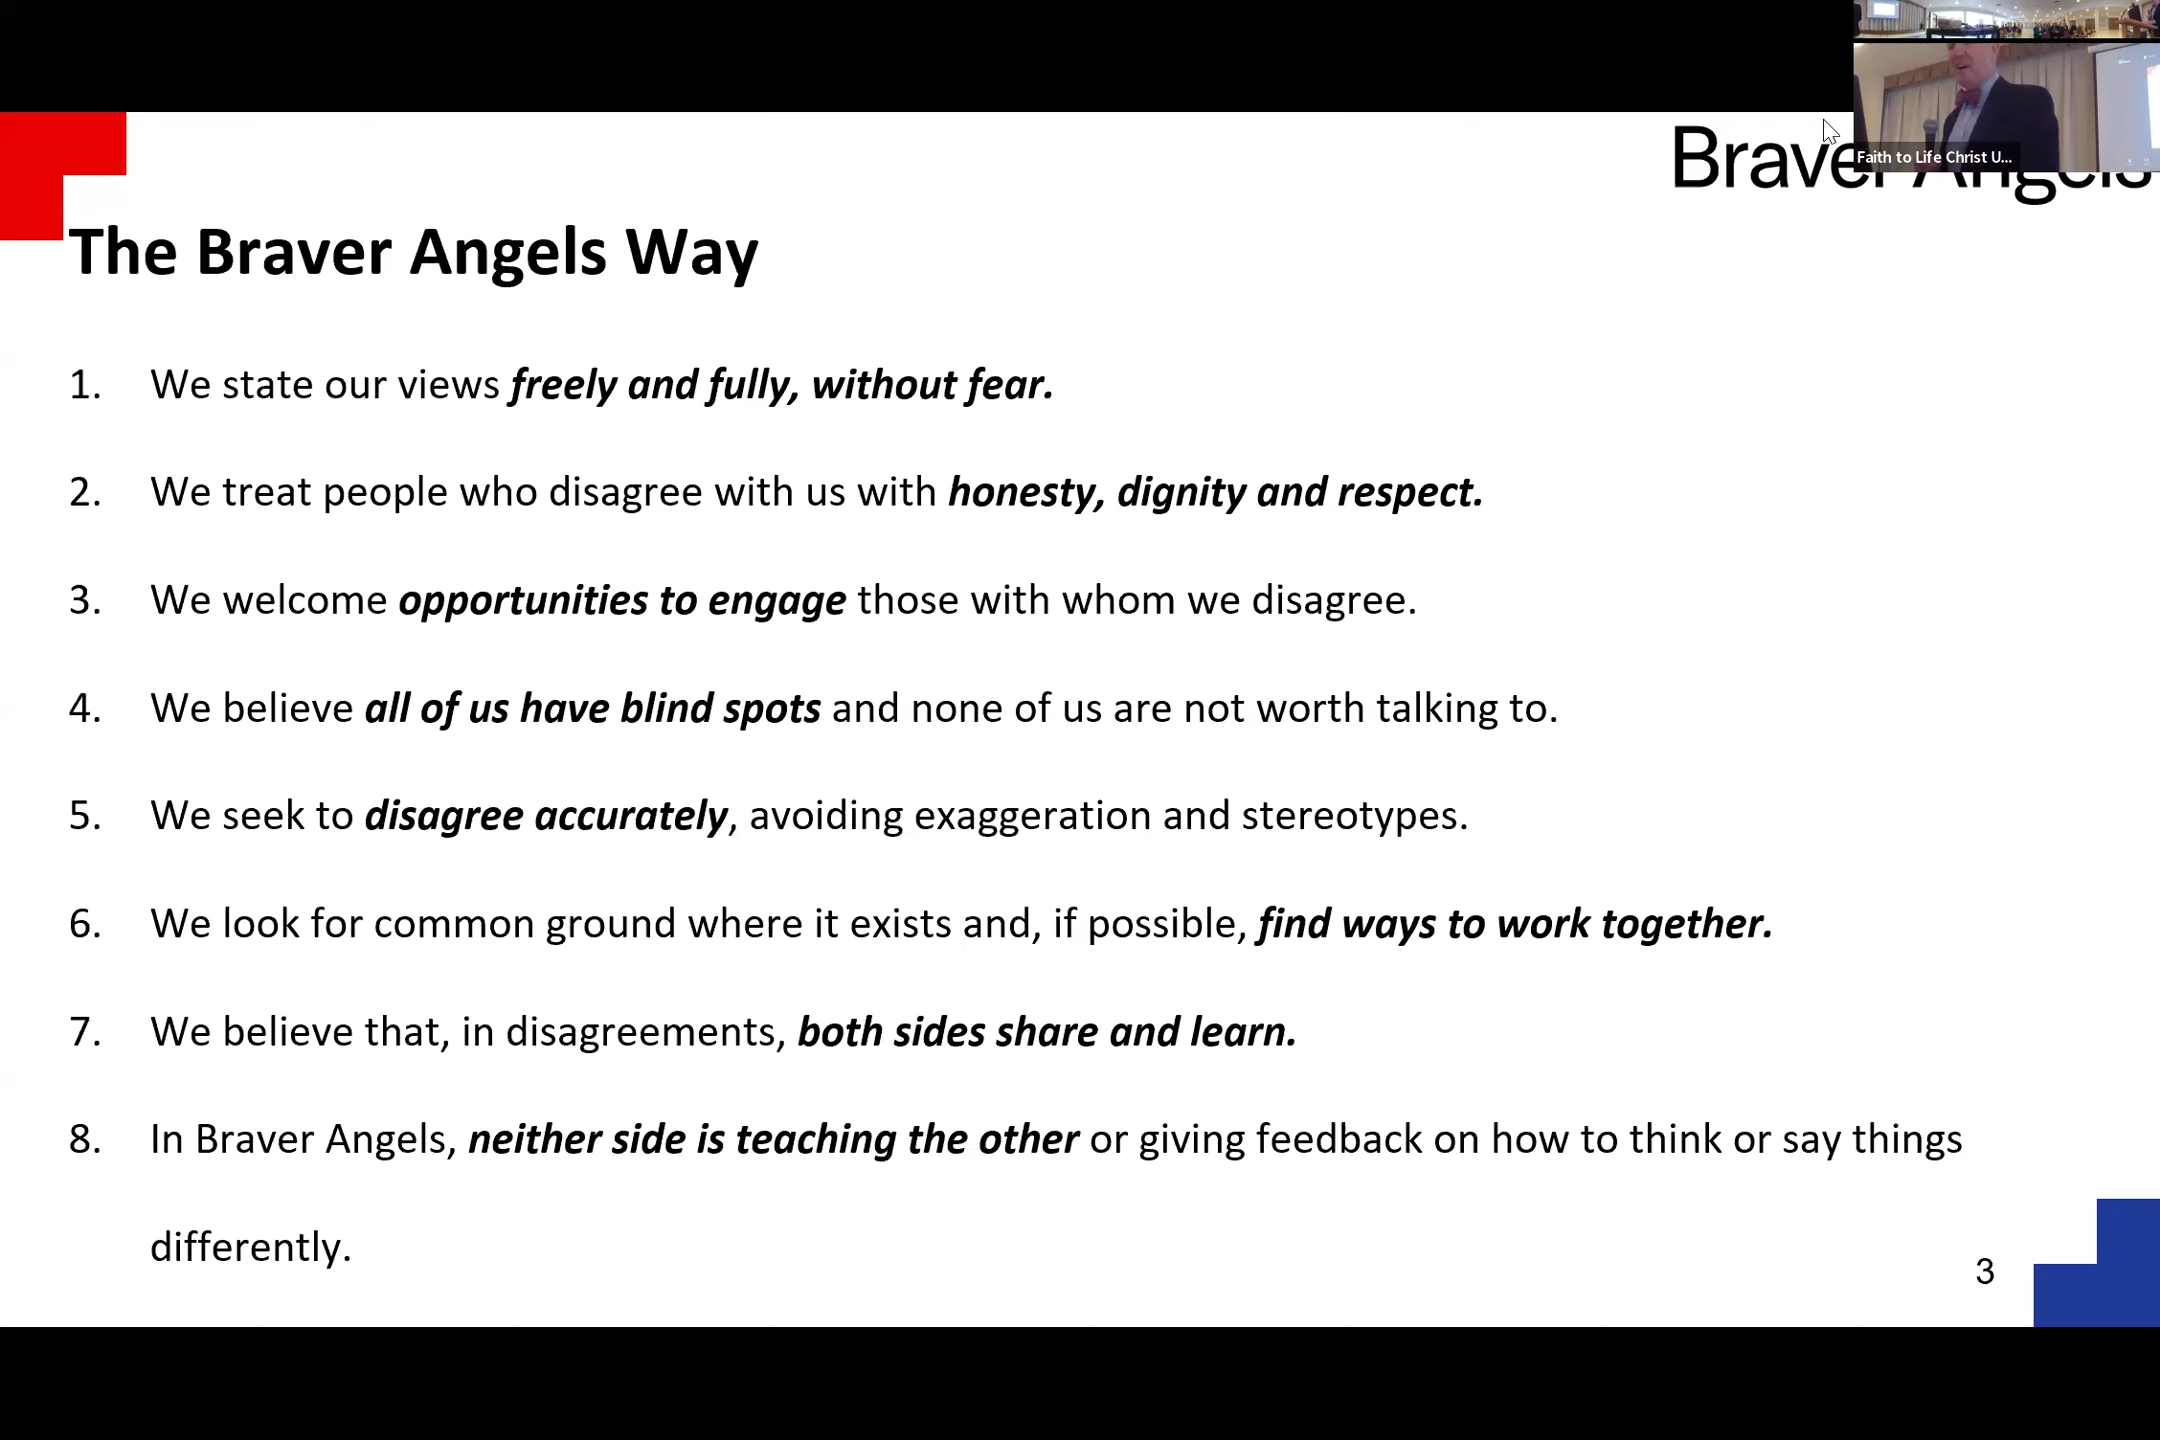 Braver Angels
Faith to Life Christ U...
The Braver Angels Way
1. We state our views freely and fully, without fear.
2. We treat people who disagree with us with honesty, dignity and respect.
3. We welcome opportunities to engage those with whom we disagree.
4. We believe all of us have blind spots and none of us are not worth talking to.
5. We seek to disagree accurately, avoiding exaggeration and stereotypes.
6. We look for common ground where it exists and, if possible, find ways to work together.
7. We believe that, in disagreements, both sides share and learn.
8. In Braver Angels, neither side is teaching the other or giving feedback on how to think or say things
differently.
3